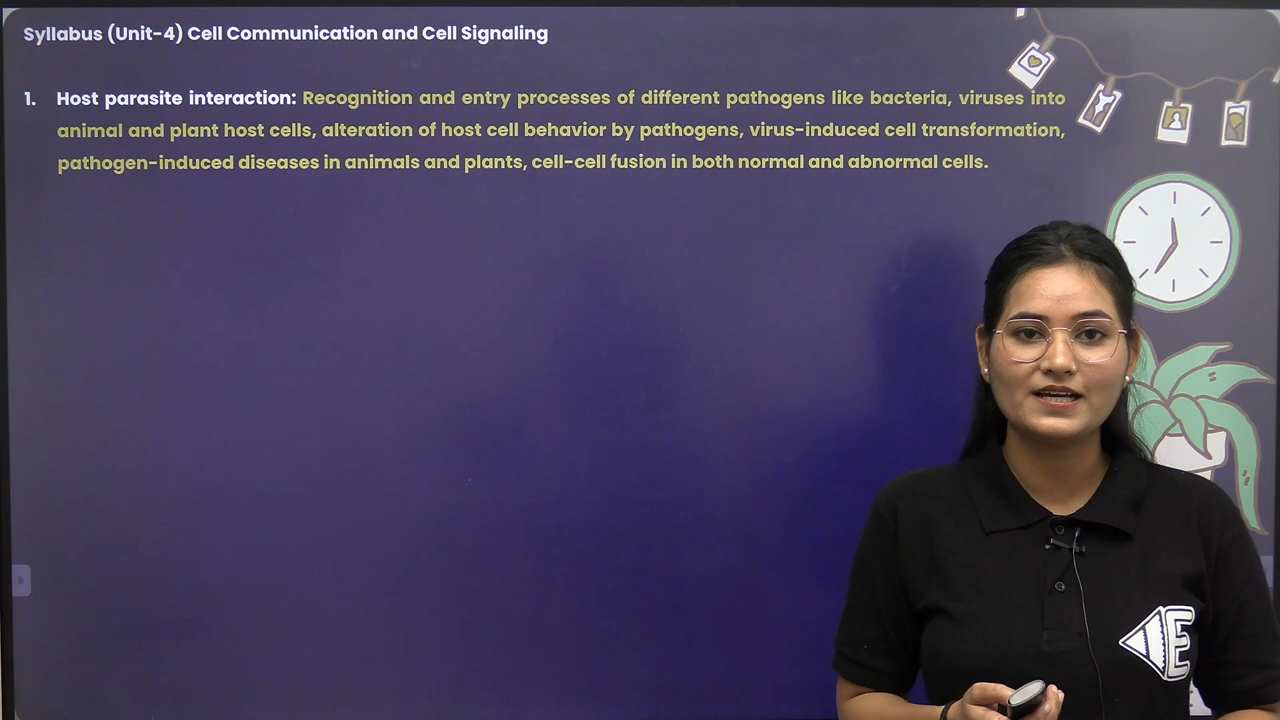 Syllabus (Unit-4) Cell Communication and Cell Signaling
1. Host parasite interaction: Recognition and entry processes of different pathogens like bacteria, viruses into
animal and plant host cells, alteration of host cell behavior by pathogens, virus-induced cell transformation,
pathogen-induced diseases in animals and plants, cell-cell fusion in both normal and abnormal cells.
E